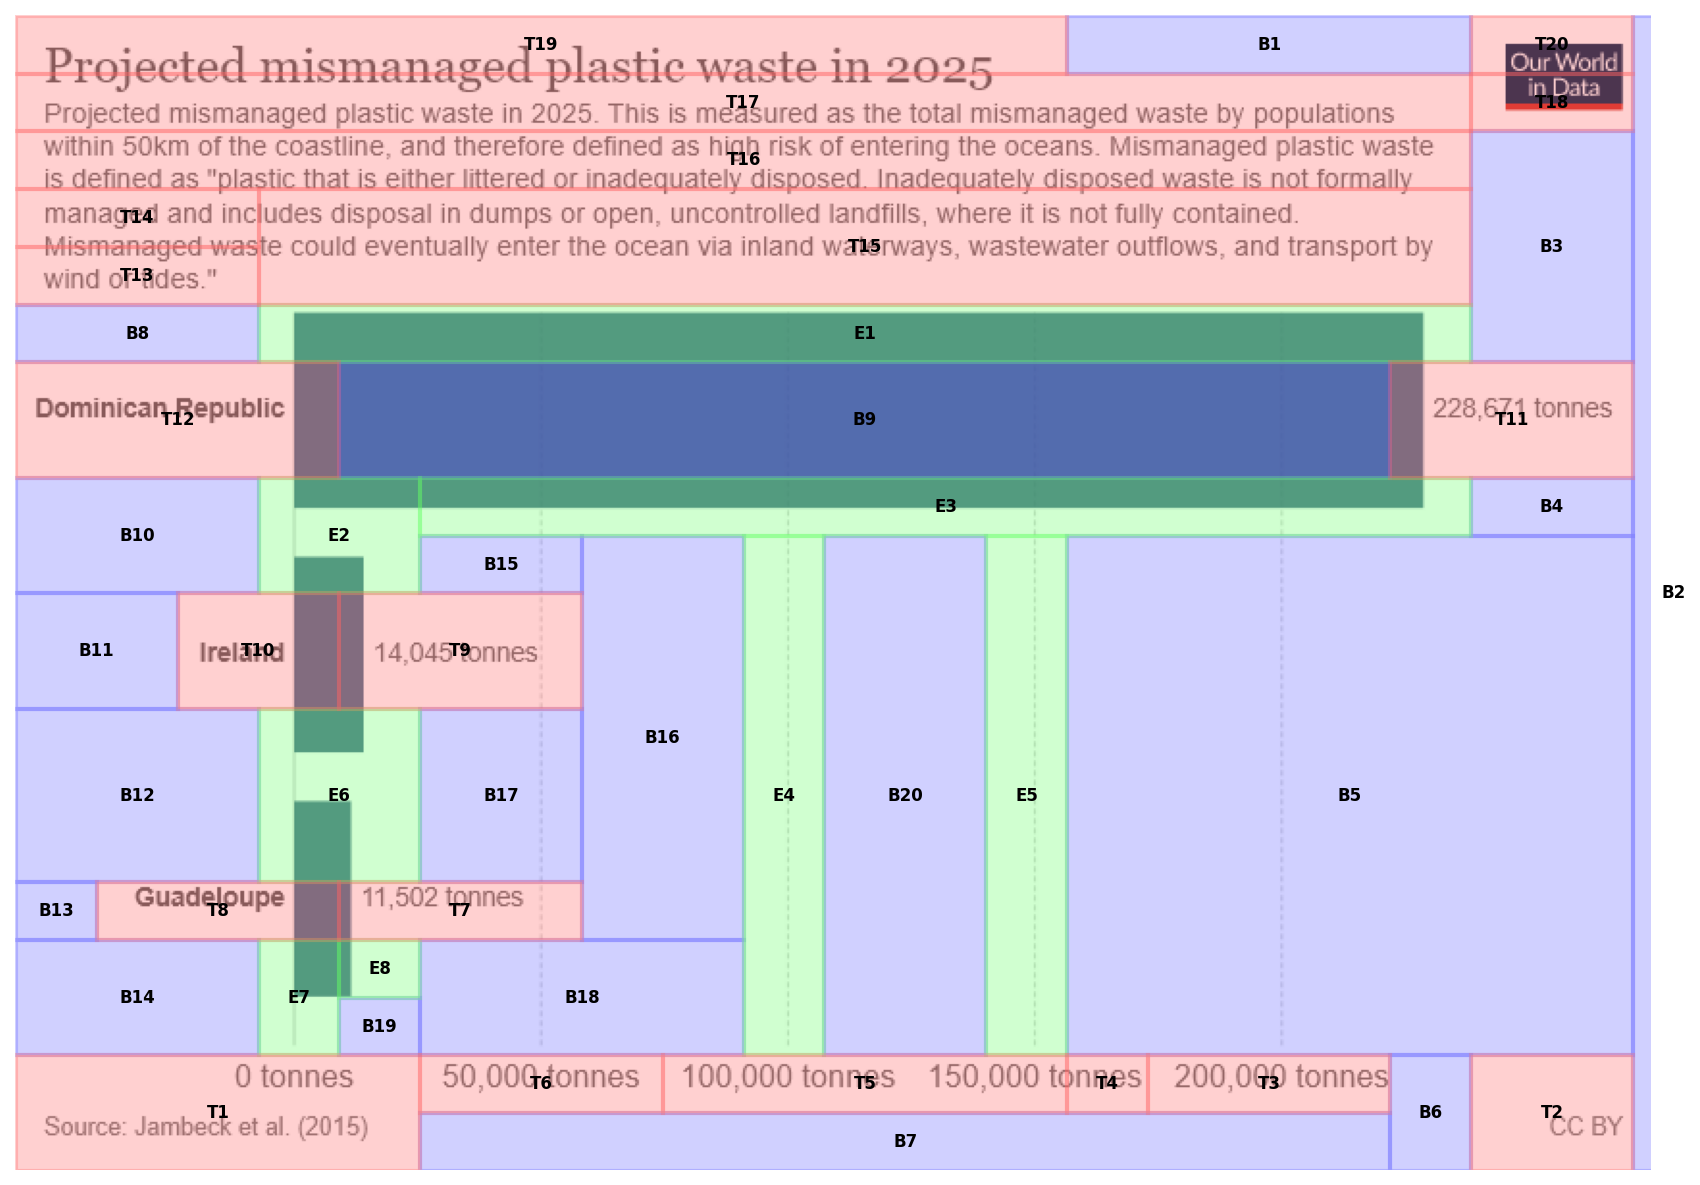 Projected mismanaged plastic waste in 2025
Our World
in Data
Projected mismanaged plastic waste in 2025. This is measured as the total mismanaged waste by populations
within 50km of the coastline, and therefore defined as high risk of entering the oceans. Mismanaged plastic waste
is defined as "plastic that is either littered or inadequately disposed. Inadequately disposed waste is not formally
managed and includes disposal in dumps or open, uncontrolled landfills, where it is not fully contained.
Mismanaged waste could eventually enter the ocean via inland waterways, wastewater outflows, and transport by
wind or tides."
T19 B1 T20
T17 T18
T16
T14
T15 B3
T13
B8 E1
Dominican Republic 228,671 tonnes
T12 B9 T11
B10 E2 E3 B4
B15 B2
Ireland 14,045 tonnes
B11 T10 T9
B16
B12 E6 B17 E4 B20 E5 B5
Guadeloupe 11,502 tonnes
B13 T8 T7
E8
B14 E7 B18
B19
0 tonnes 50,000 tonnes 100,000 tonnes 150,000 tonnes 200,000 tonnes
T6 T5 T4 T3
T1 B6 T2
Source: Jambeck et al. (2015) CC BY
B7